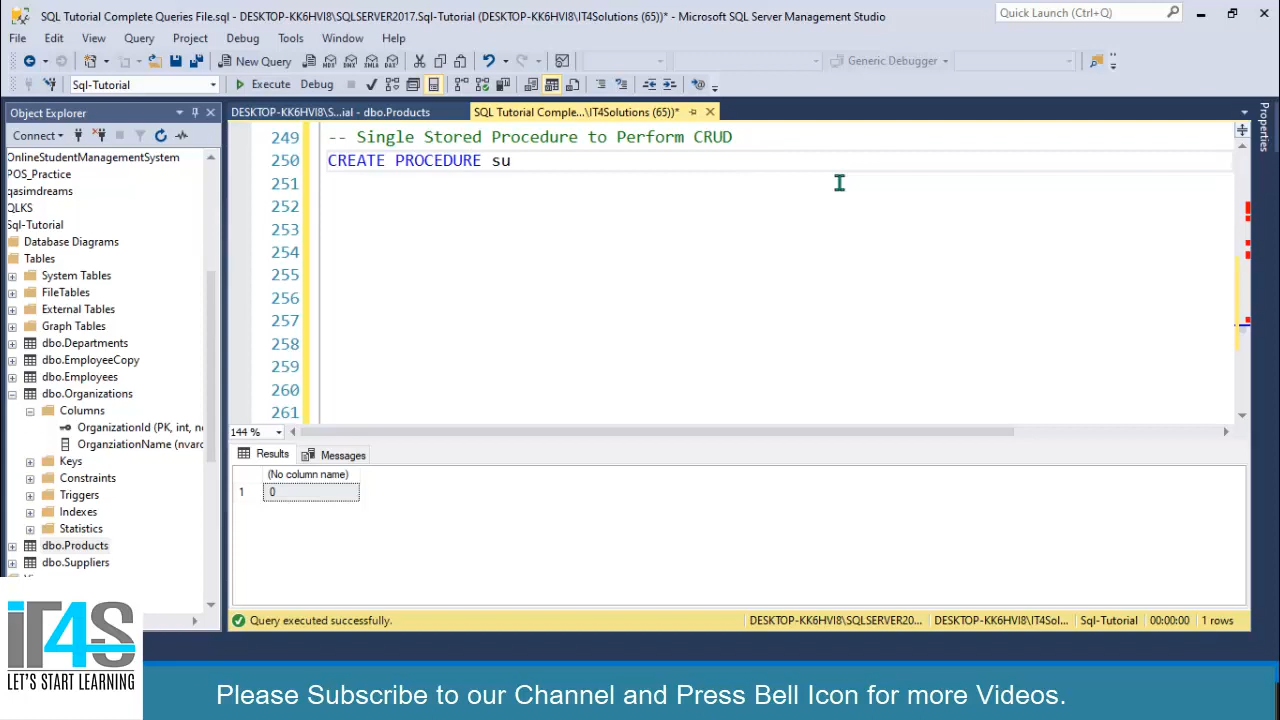 SQL Tutorial Complete Queries File.sql - DESKTOP-KK6HVI8\SQLSERVER2017.Sql-Tutorial (DESKTOP-KK6HVI8\IT4Solutions (65))* - Microsoft SQL Server Management Studio
Quick Launch (Ctrl+Q)
File Edit View Query Project Debug Tools Window Help
New Query
Generic Debugger
Sql-Tutorial Execute Debug
Object Explorer
DESKTOP-KK6HVI8\S...ial - dbo.Products
SQL Tutorial Comple...\IT4Solutions (65))*
Properties
Connect
OnlineStudentManagementSystem
POS_Practice
qasimdreams
QLKS
Sql-Tutorial
Database Diagrams
Tables
System Tables
FileTables
External Tables
Graph Tables
dbo.Departments
dbo.EmployeeCopy
dbo.Employees
dbo.Organizations
Columns
OrganizationId (PK, int, n
OrganziationName (nvarc
Keys
Constraints
Triggers
Indexes
Statistics
dbo.Products
dbo.Suppliers
249 -- Single Stored Procedure to Perform CRUD
250 CREATE PROCEDURE su
251
252
253
254
255
256
257
258
259
260
261
144 %
Results Messages
(No column name)
1 0
Query executed successfully.
DESKTOP-KK6HVI8\SQLSERVER20... DESKTOP-KK6HVI8\IT4Sol... Sql-Tutorial 00:00:00 1 rows
iT4S
LET'S START LEARNING
Please Subscribe to our Channel and Press Bell Icon for more Videos.